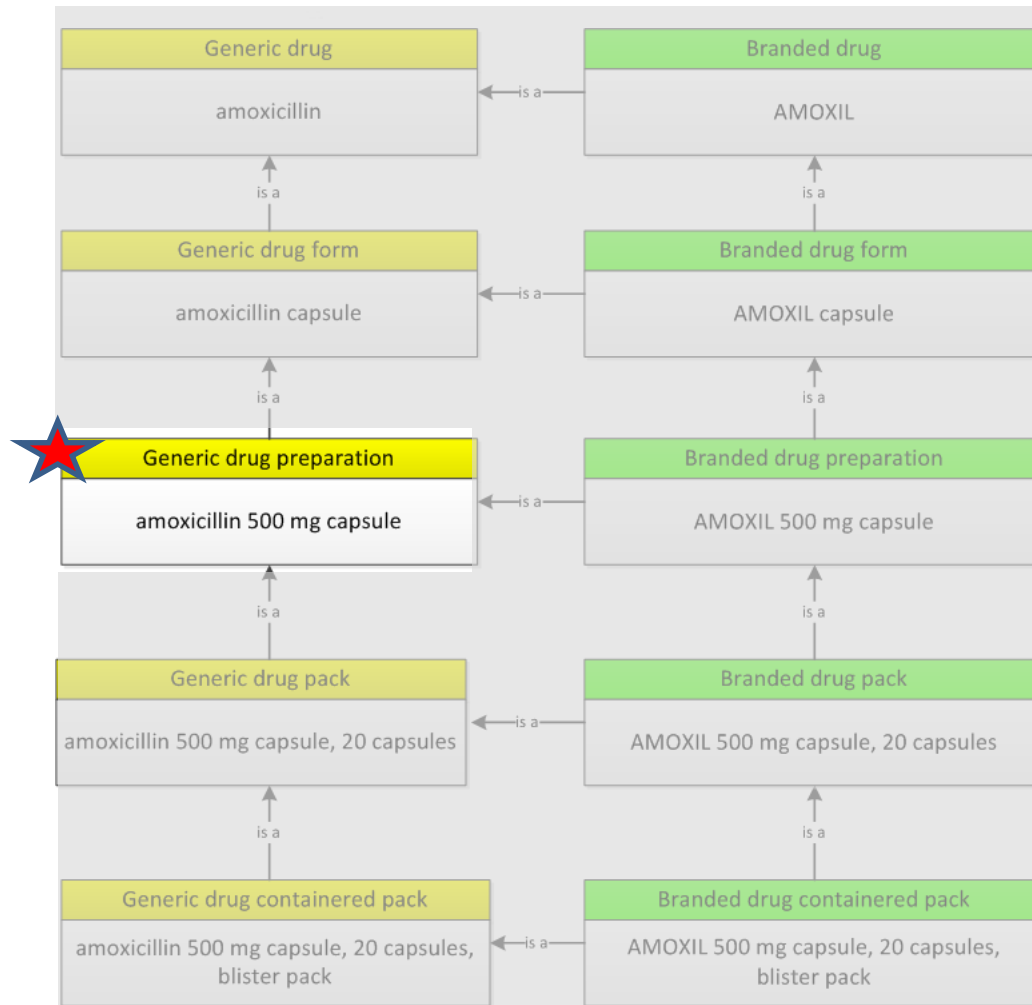 Generic drug
Branded drug
amoxicillin
is a
AMOXIL
is a
is a
Generic drug form
Branded drug form
amoxicillin capsule
is a
AMOXIL capsule
is a
is a
Generic drug preparation
Branded drug preparation
amoxicillin 500 mg capsule
is a
AMOXIL 500 mg capsule
is a
is a
Generic drug pack
Branded drug pack
amoxicillin 500 mg capsule, 20 capsules
is a
AMOXIL 500 mg capsule, 20 capsules
is a
is a
Generic drug containered pack
Branded drug containered pack
amoxicillin 500 mg capsule, 20 capsules,
blister pack
is a
AMOXIL 500 mg capsule, 20 capsules,
blister pack